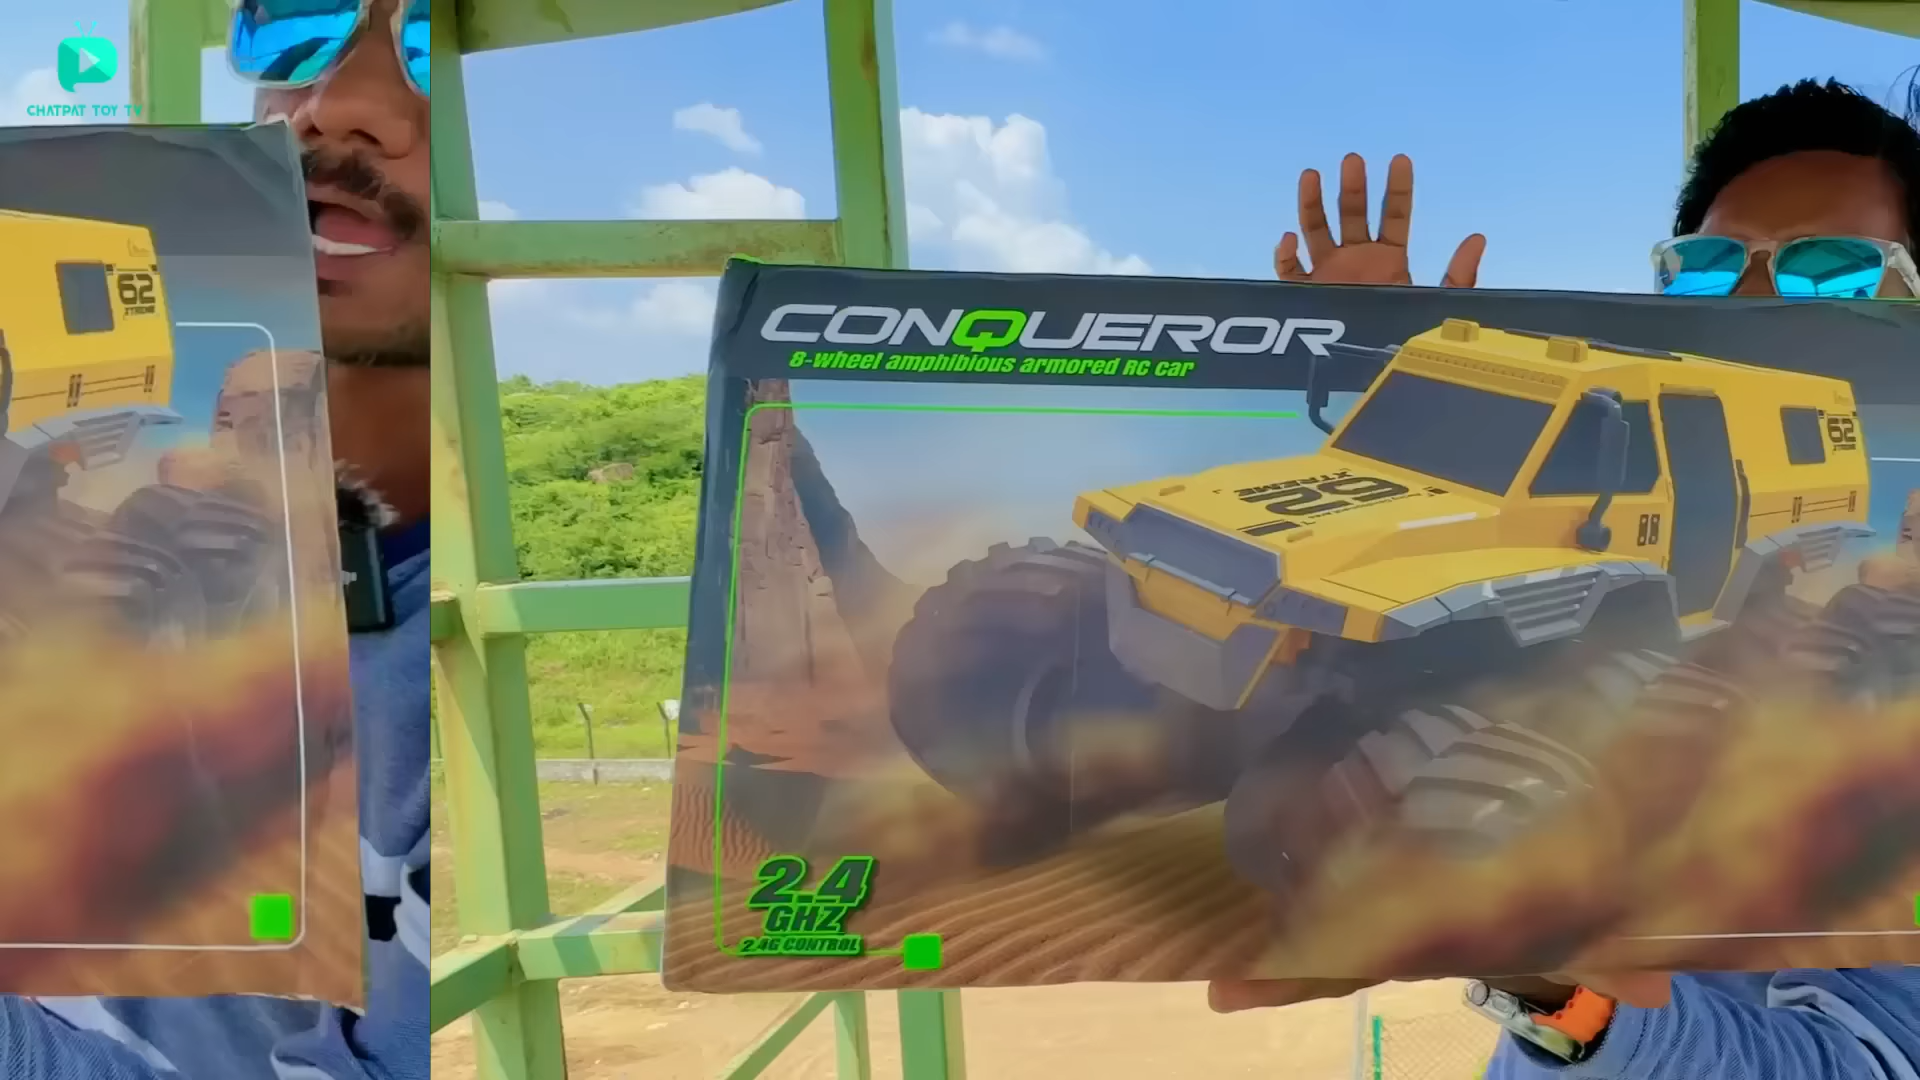 CHATPAT TOY TV
62
XTREME
CONQUEROR
8-wheel amphibious armored RC car
62
XTREME
62
XTREME
2.4
GHZ
2.4G CONTROL